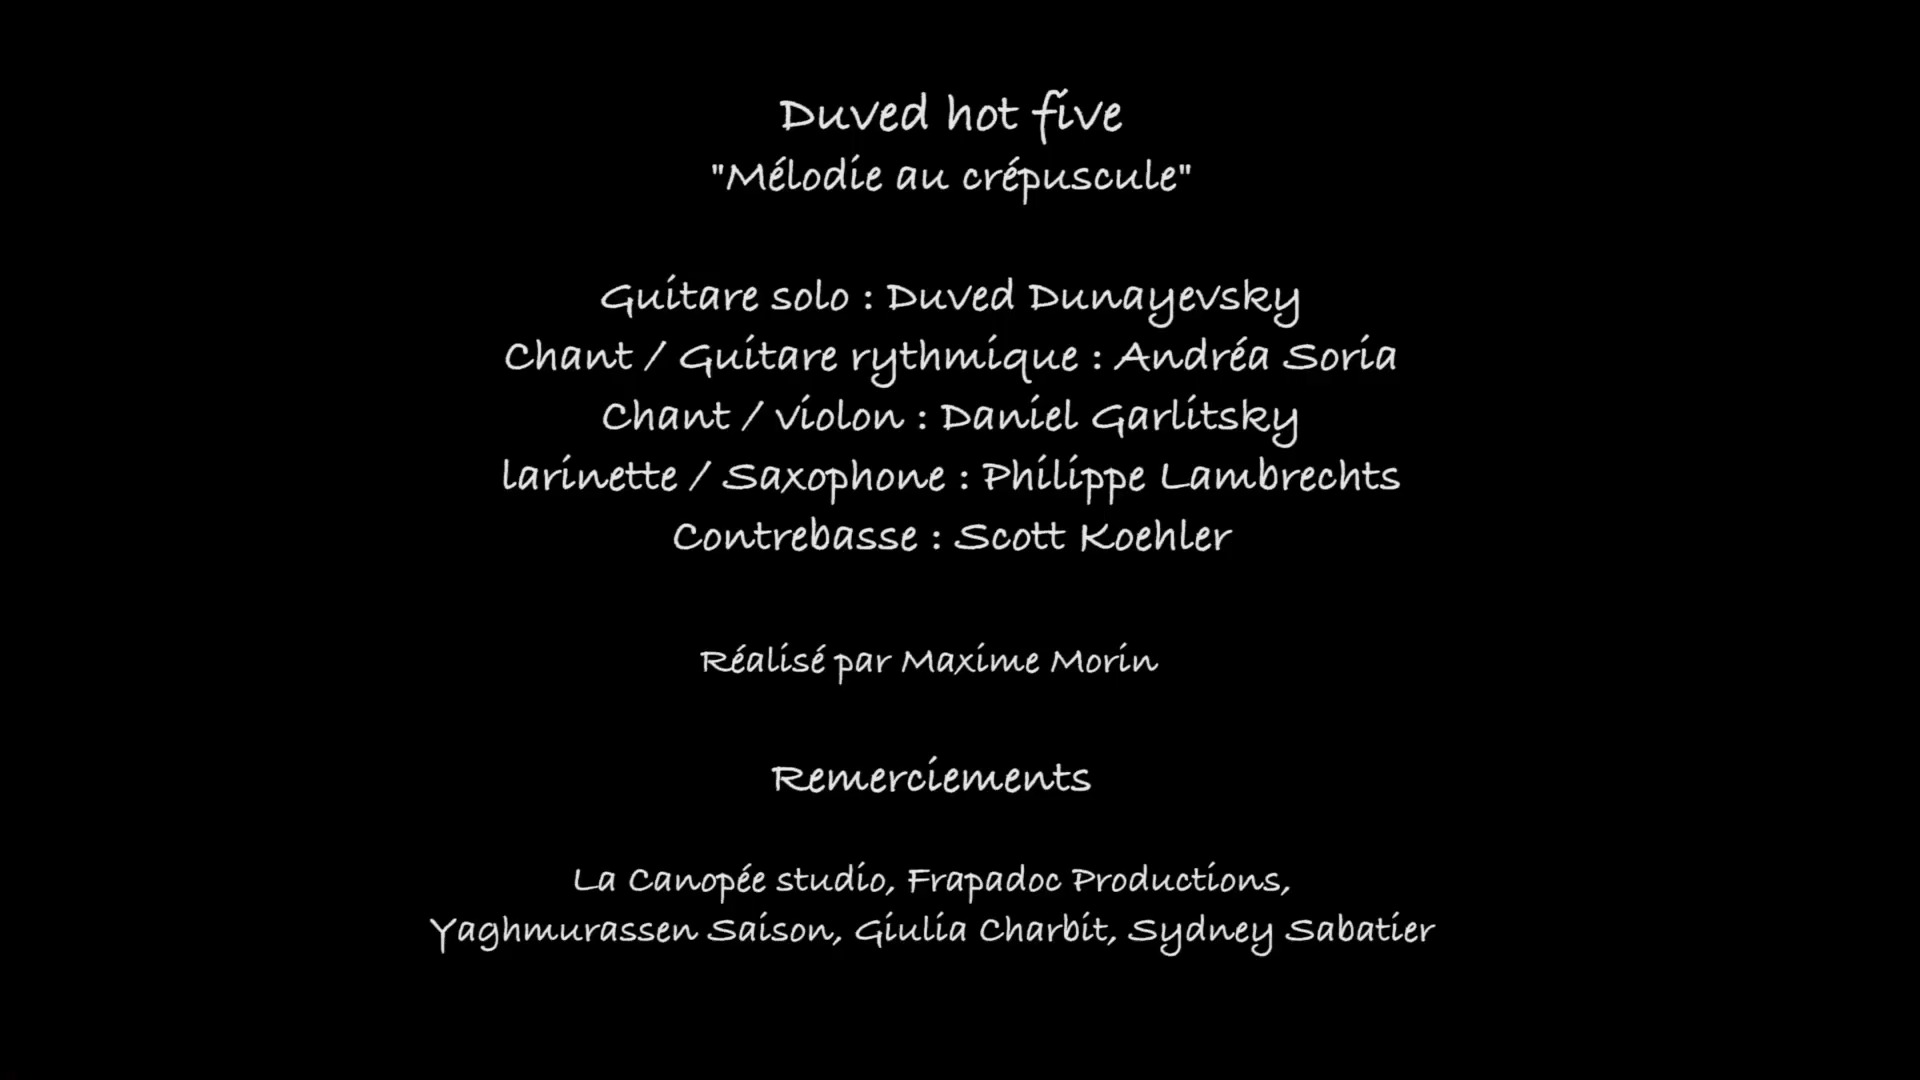 Duved hot five
"Mélodie au crépuscule"
Guitare solo : Duved Dunayevsky
Chant / Guitare rythmique : Andréa Soria
Chant / violon : Daniel Garlitsky
larinette / Saxophone : Philippe Lambrechts
Contrebasse : Scott Koehler
Réalisé par Maxime Morin
Remerciements
La Canopée studio, Frapadoc Productions,
Yaghmurassen Saison, Giulia Charbit, Sydney Sabatier